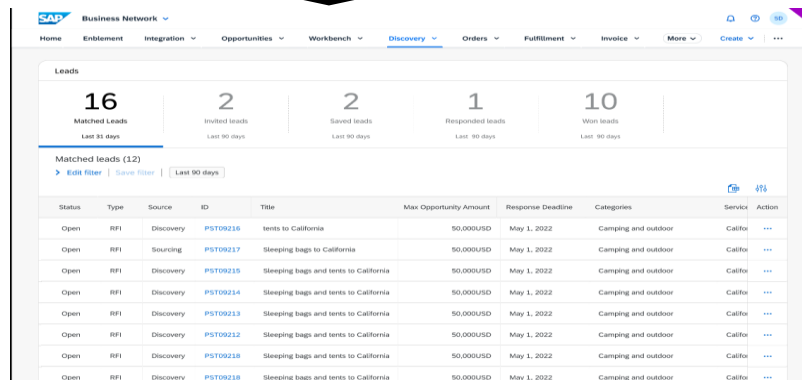 SAP Business Network SD
Home Enblement Integration Opportunities Workbench Discovery Orders Fulfillment Invoice More Create
Leads
16 2 2 1 10
Matched Leads Invited leads Saved leads Responded leads Won leads
Last 31 days Last 90 days Last 90 days Last 90 days Last 90 days
Matched leads (12)
Edit filter | Save filter | Last 90 days
Status Type Source ID Title Max Opportunity Amount Response Deadline Categories Service Action
Open RFI Discovery PST09216 tents to California 50,000USD May 1, 2022 Camping and outdoor Califo
Open RFI Sourcing PST09217 Sleeping bags to California 50,000USD May 1, 2022 Camping and outdoor Califo
Open RFI Discovery PST09215 Sleeping bags and tents to California 50,000USD May 1, 2022 Camping and outdoor Califo
Open RFI Discovery PST09214 Sleeping bags and tents to California 50,000USD May 1, 2022 Camping and outdoor Califo
Open RFI Discovery PST09213 Sleeping bags and tents to California 50,000USD May 1, 2022 Camping and outdoor Califo
Open RFI Discovery PST09212 Sleeping bags and tents to California 50,000USD May 1, 2022 Camping and outdoor Califo
Open RFI Discovery PST09218 Sleeping bags and tents to California 50,000USD May 1, 2022 Camping and outdoor Califo
Open RFI Discovery PST09218 Sleeping bags and tents to California 50,000USD May 1, 2022 Camping and outdoor Califo